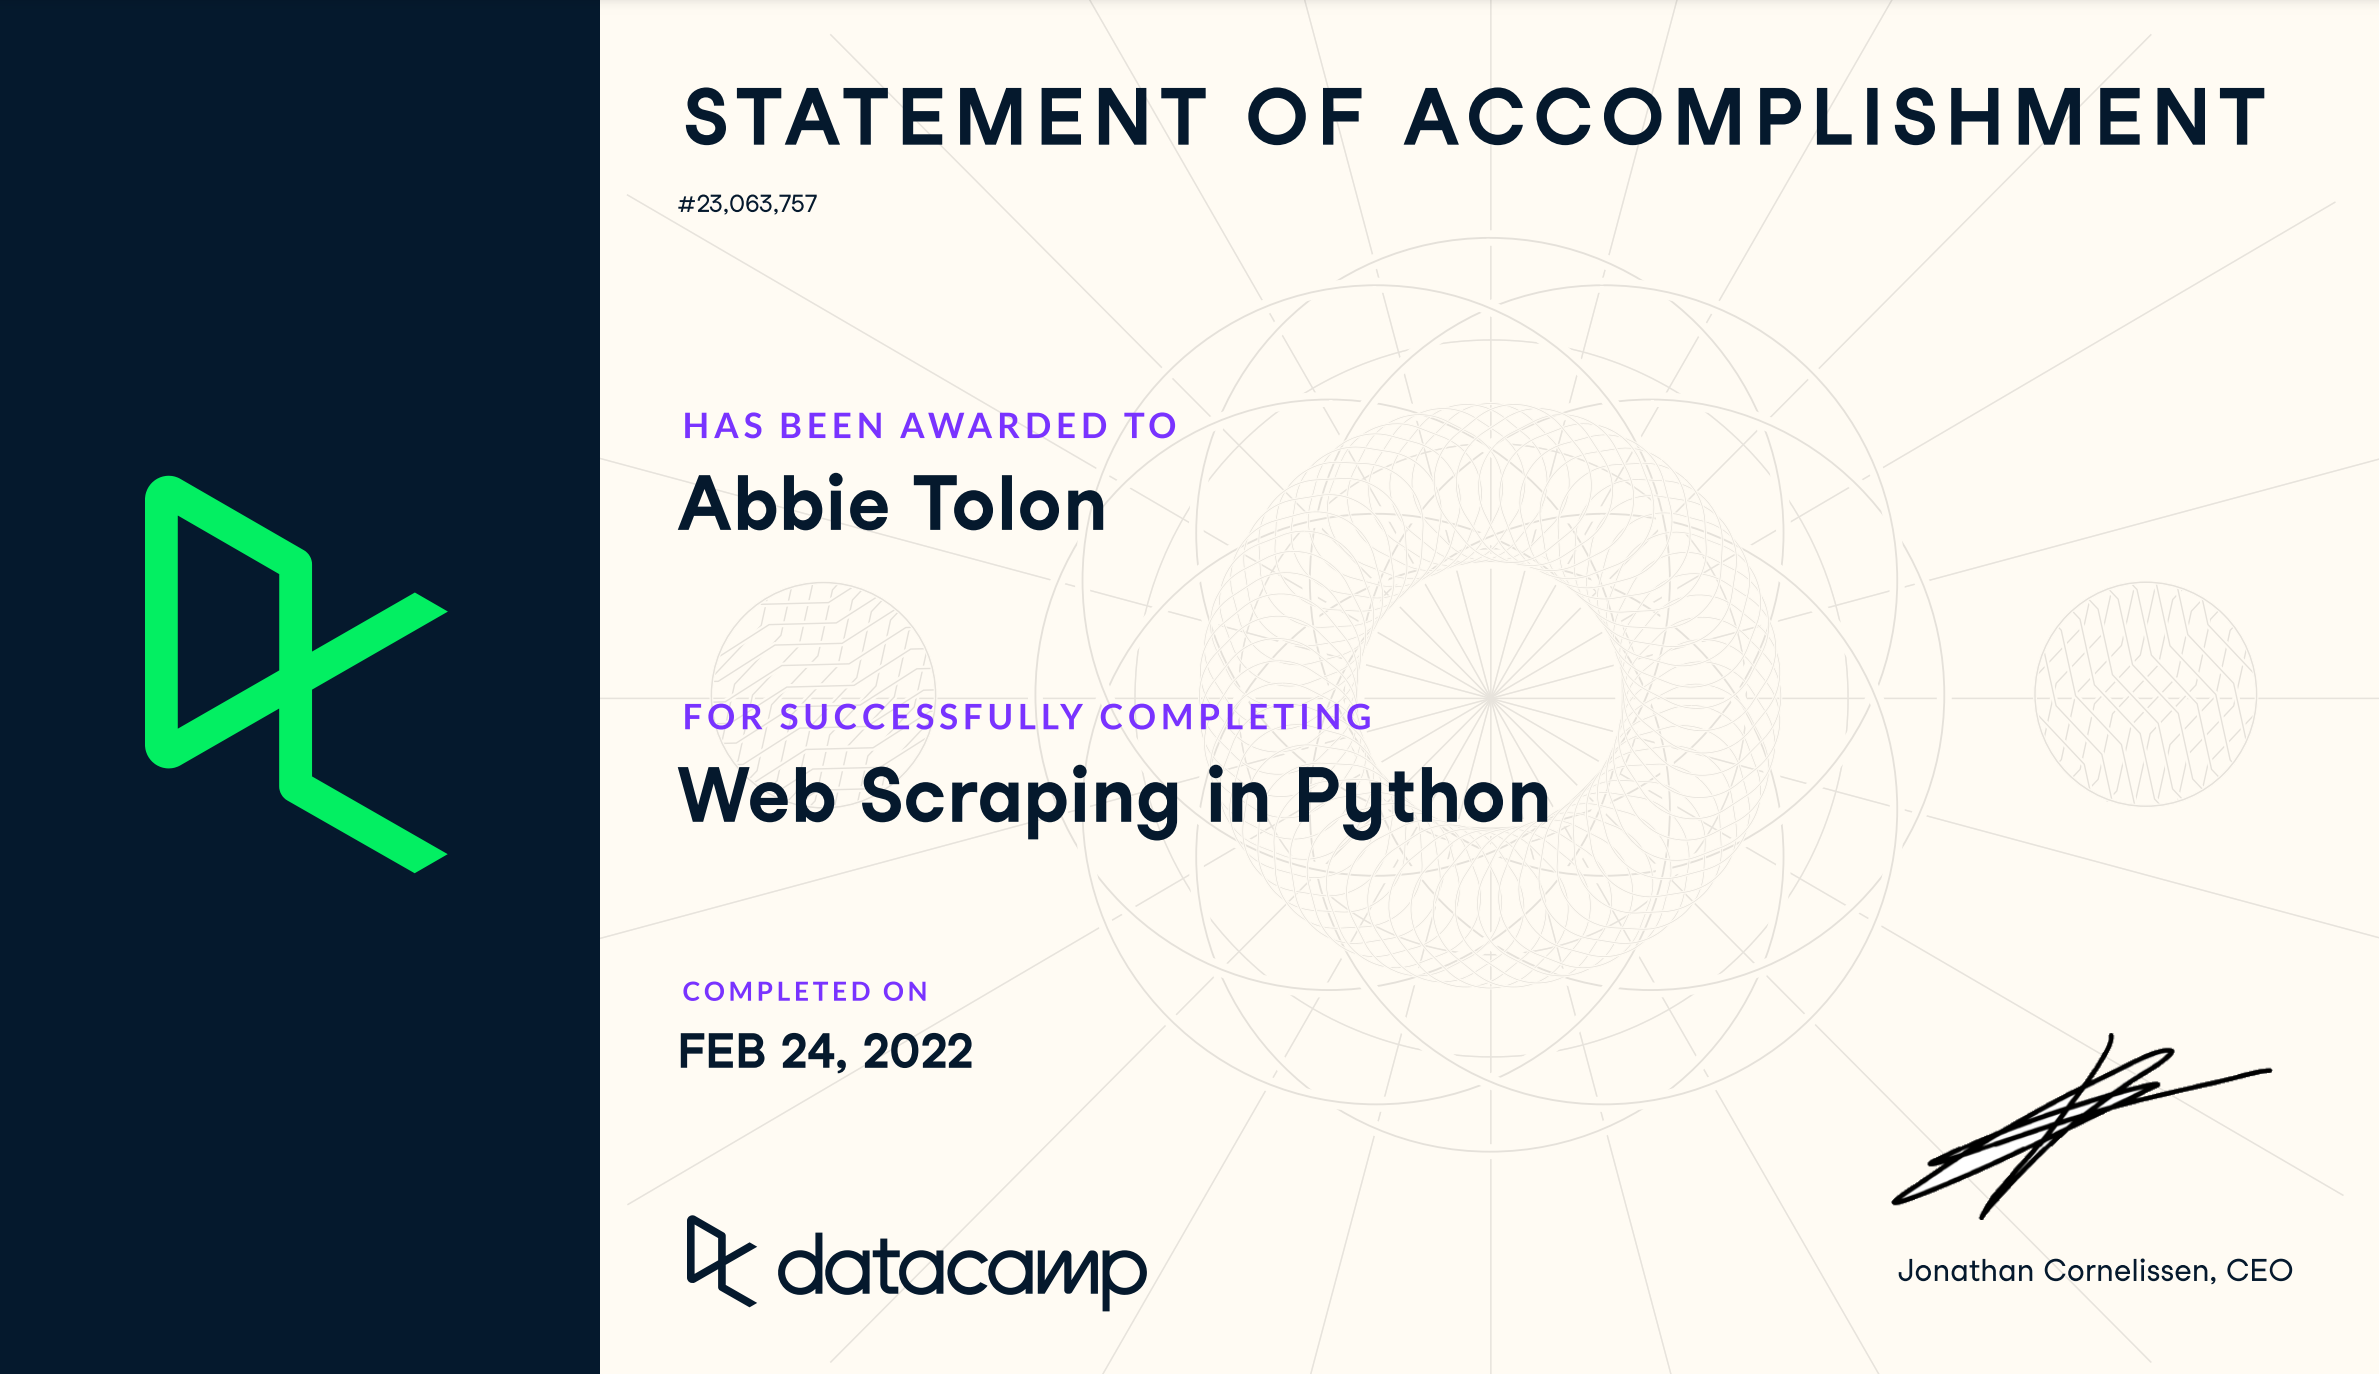 STATEMENT OF ACCOMPLISHMENT
#23,063,757
HAS BEEN AWARDED TO
Abbie Tolon
FOR SUCCESSFULLY COMPLETING
Web Scraping in Python
COMPLETED ON
FEB 24, 2022
datacamp
Jonathan Cornelissen, CEO